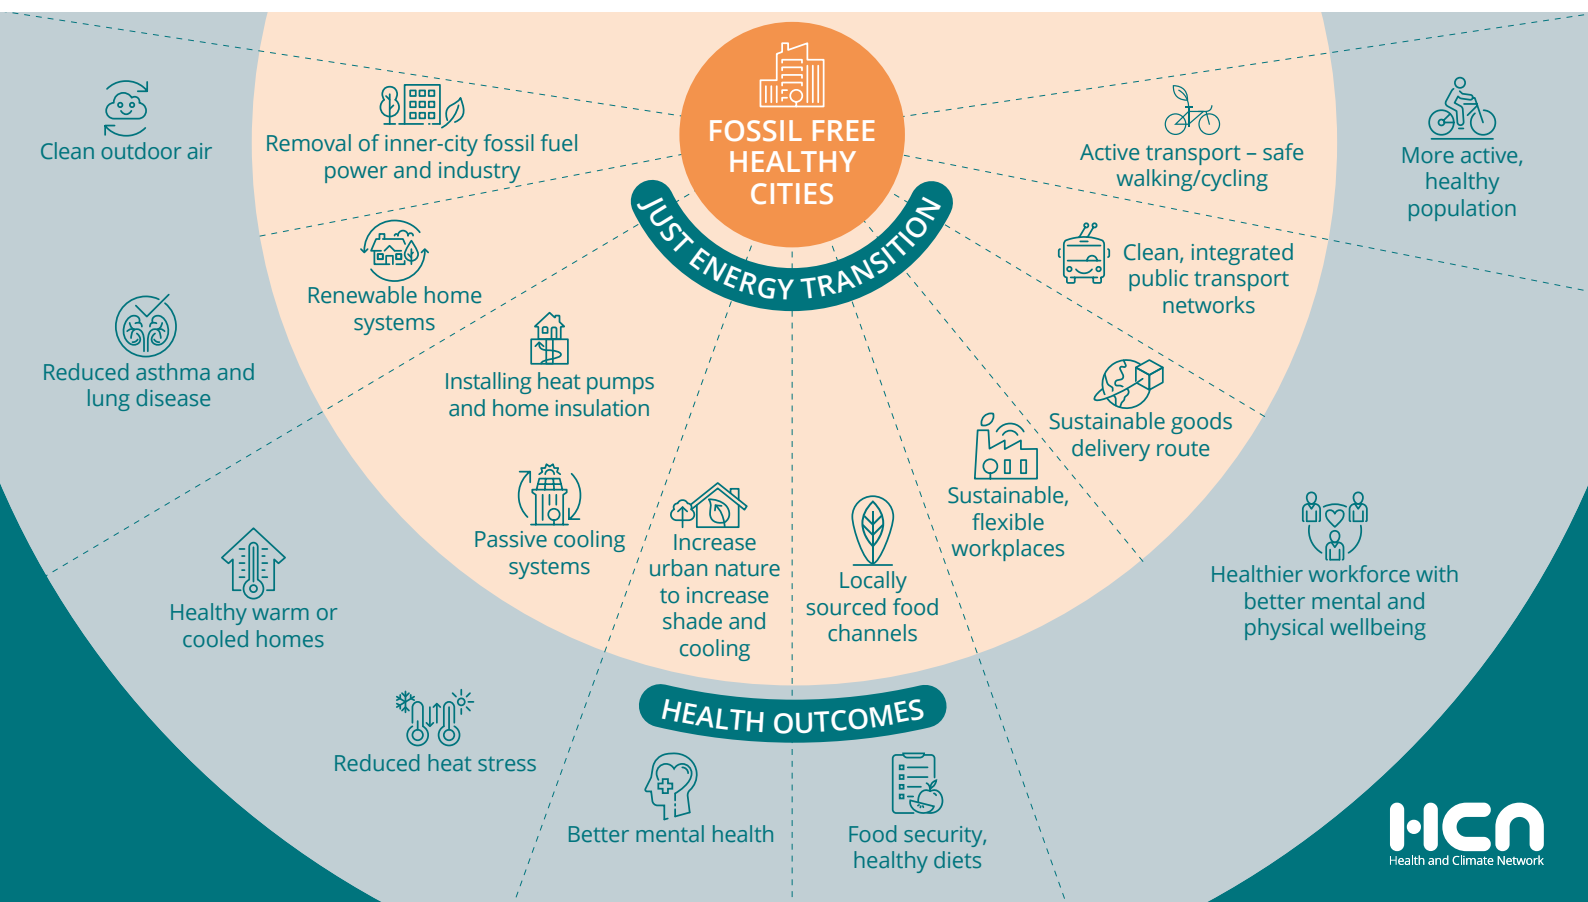 FOSSIL FREE
HEALTHY
CITIES
JUST ENERGY TRANSITION
Removal of inner-city fossil fuel
power and industry
Renewable home
systems
Installing heat pumps
and home insulation
Passive cooling
systems
Increase
urban nature
to increase
shade and
cooling
Locally
sourced food
channels
Sustainable,
flexible
workplaces
Sustainable goods
delivery route
Clean, integrated
public transport
networks
Active transport – safe
walking/cycling
HEALTH OUTCOMES
Clean outdoor air
Reduced asthma and
lung disease
Healthy warm or
cooled homes
Reduced heat stress
Better mental health
Food security,
healthy diets
Healthier workforce with
better mental and
physical wellbeing
More active,
healthy
population
HCN
Health and Climate Network